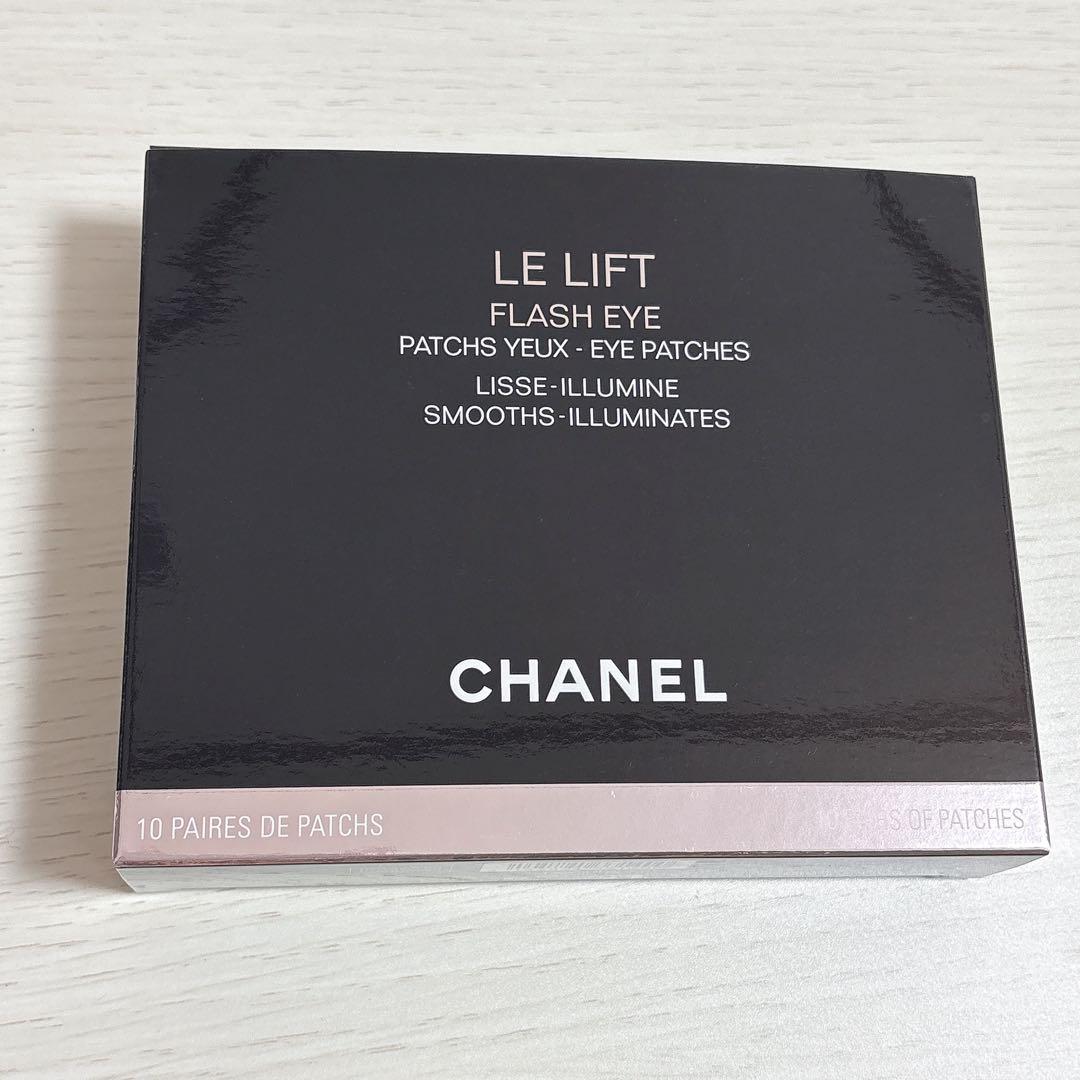 LE LIFT
FLASH EYE
PATCHS YEUX - EYE PATCHES
LISSE-ILLUMINE
SMOOTHS-ILLUMINATES
CHANEL
10 PAIRES DE PATCHS
OF PATCHES